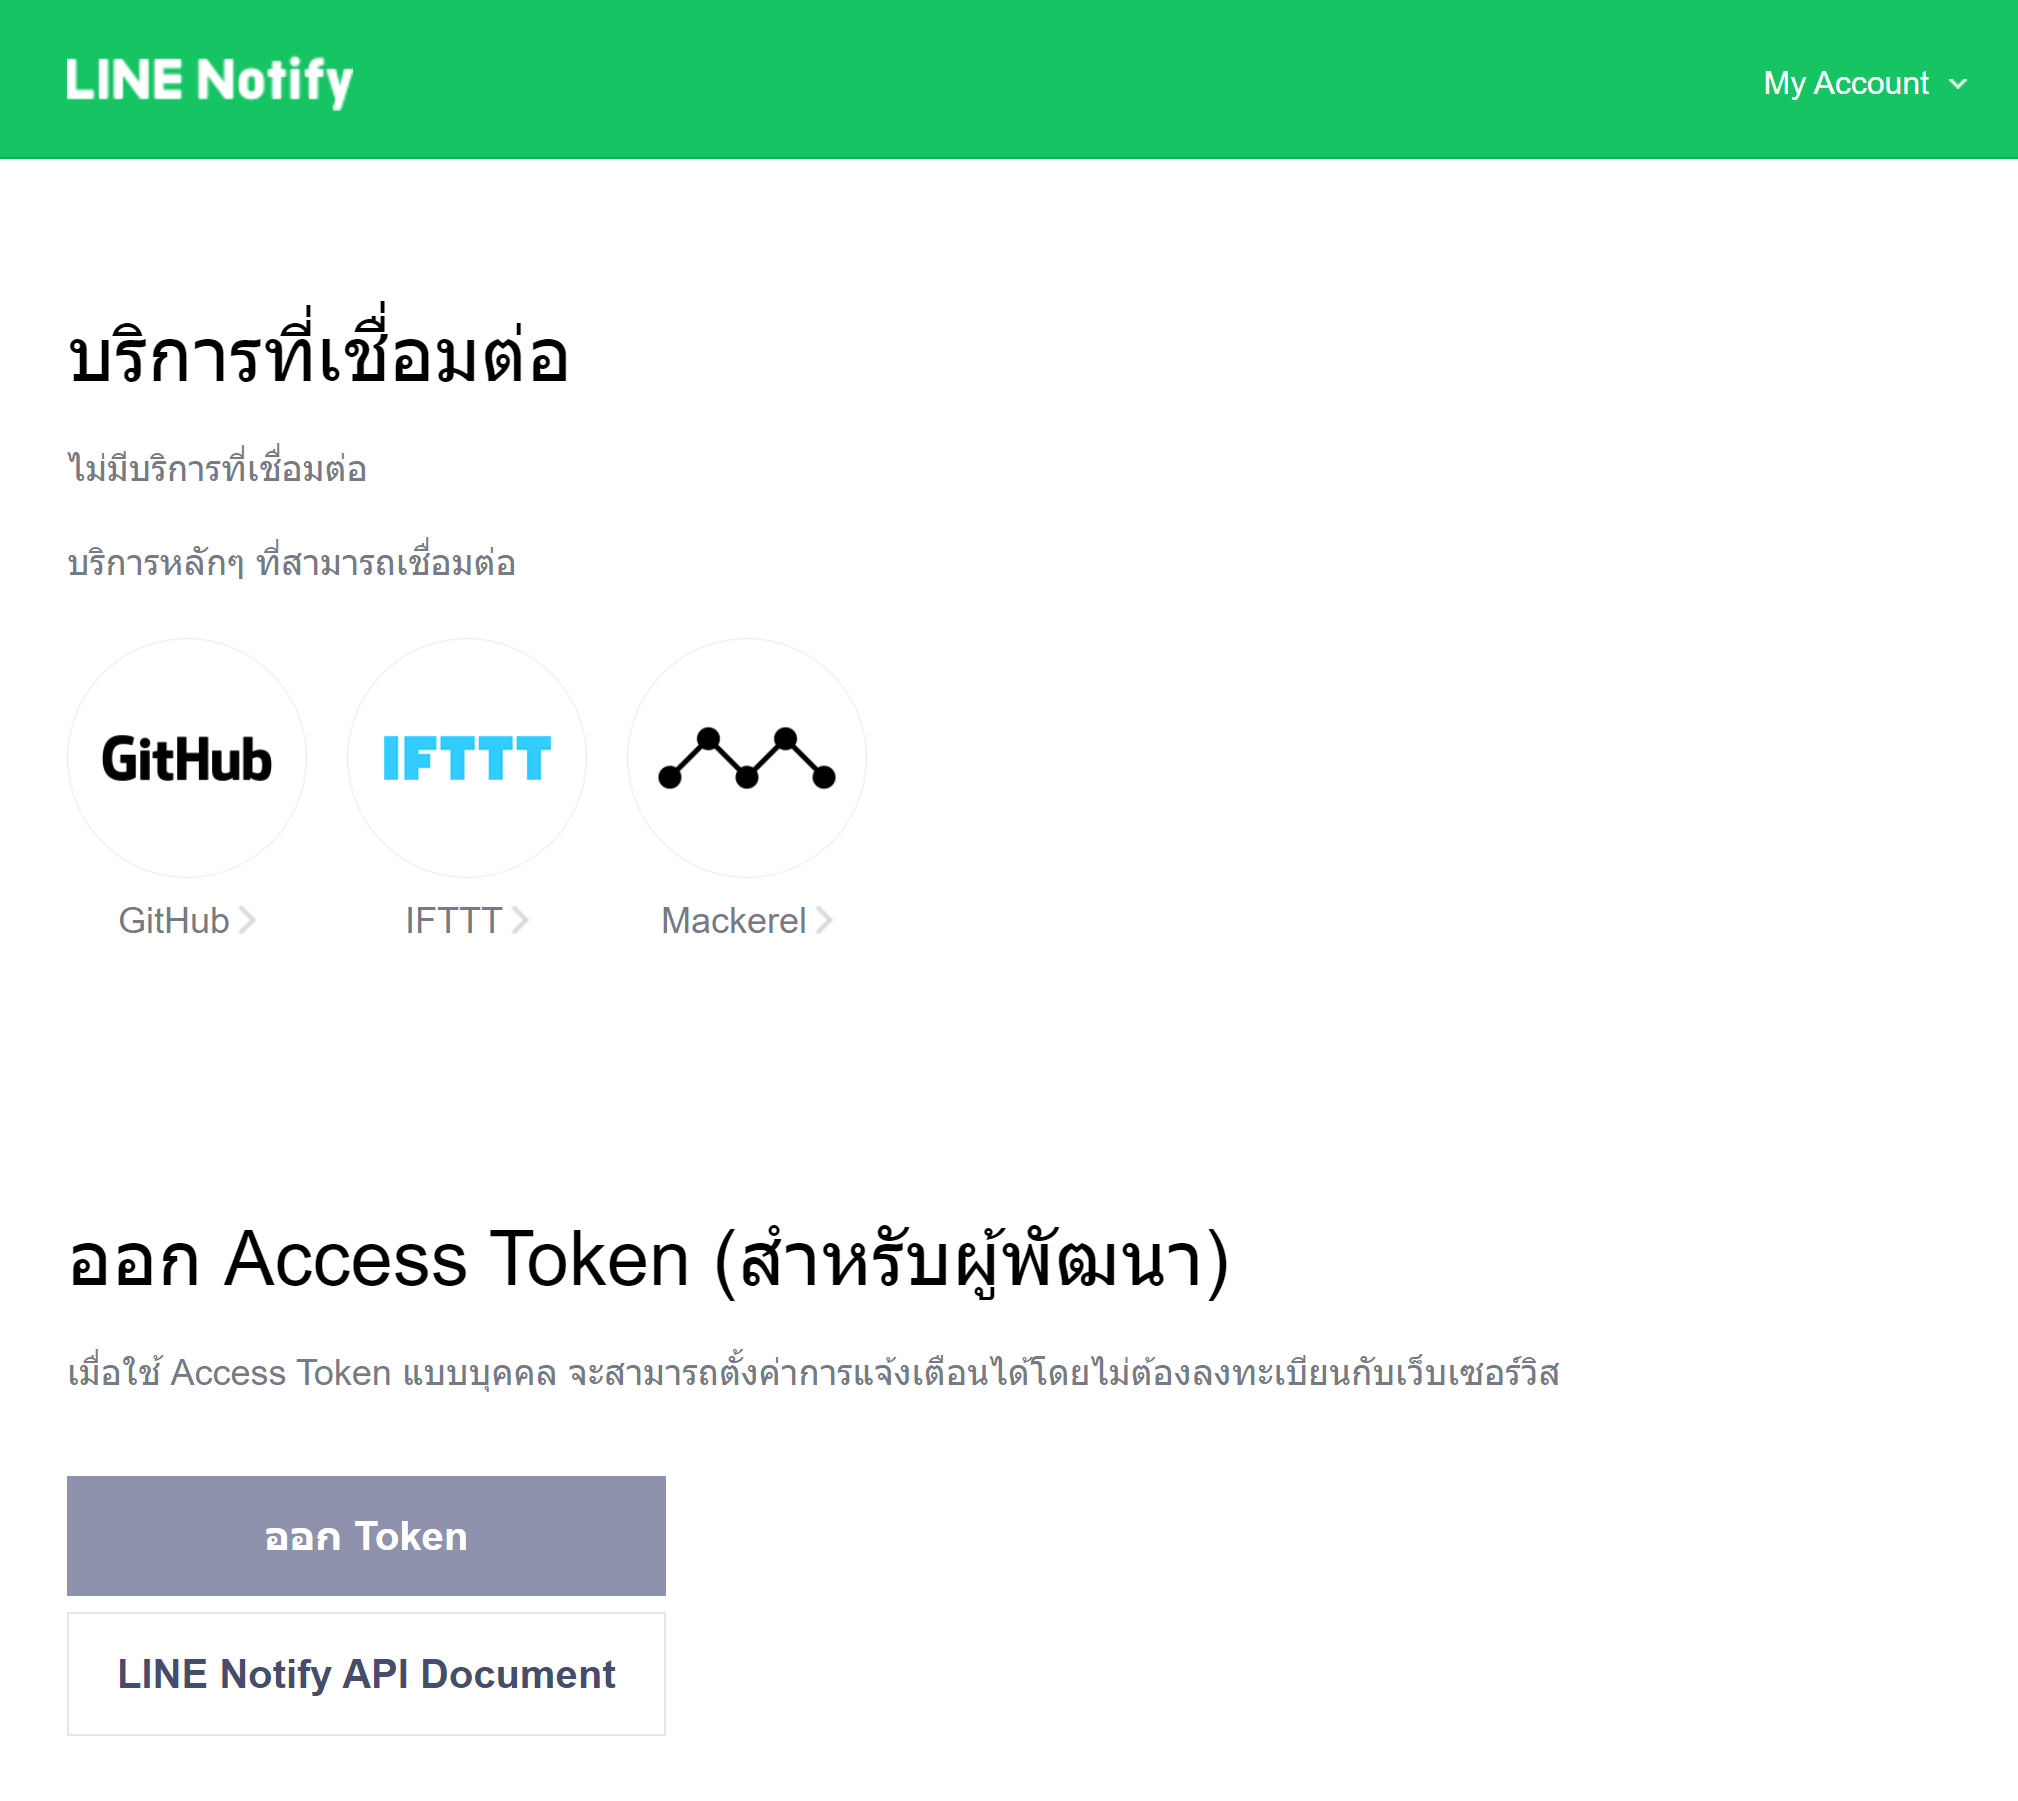 LINE Notify
My Account
บริการที่เชื่อมต่อ
ไม่มีบริการที่เชื่อมต่อ
บริการหลักๆ ที่สามารถเชื่อมต่อ
GitHub IFTTT
GitHub IFTTT Mackerel
ออก Access Token (สำหรับผู้พัฒนา)
เมื่อใช้ Access Token แบบบุคคล จะสามารถตั้งค่าการแจ้งเตือนได้โดยไม่ต้องลงทะเบียนกับเว็บเซอร์วิส
ออก Token
LINE Notify API Document